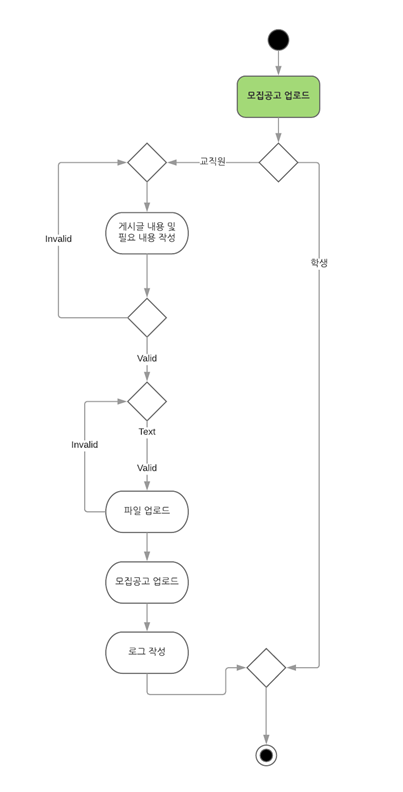 모집공고 업로드
교직원
게시글 내용 및
필요 내용 작성
Invalid
학생
Valid
Text
Invalid
Valid
파일 업로드
모집공고 업로드
로그 작성